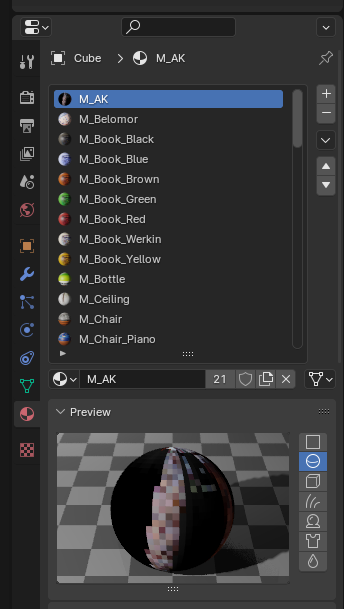 Cube > M_AK
M_AK
M_Belomor
M_Book_Black
M_Book_Blue
M_Book_Brown
M_Book_Green
M_Book_Red
M_Book_Werkin
M_Book_Yellow
M_Bottle
M_Ceiling
M_Chair
M_Chair_Piano
M_AK 21
Preview